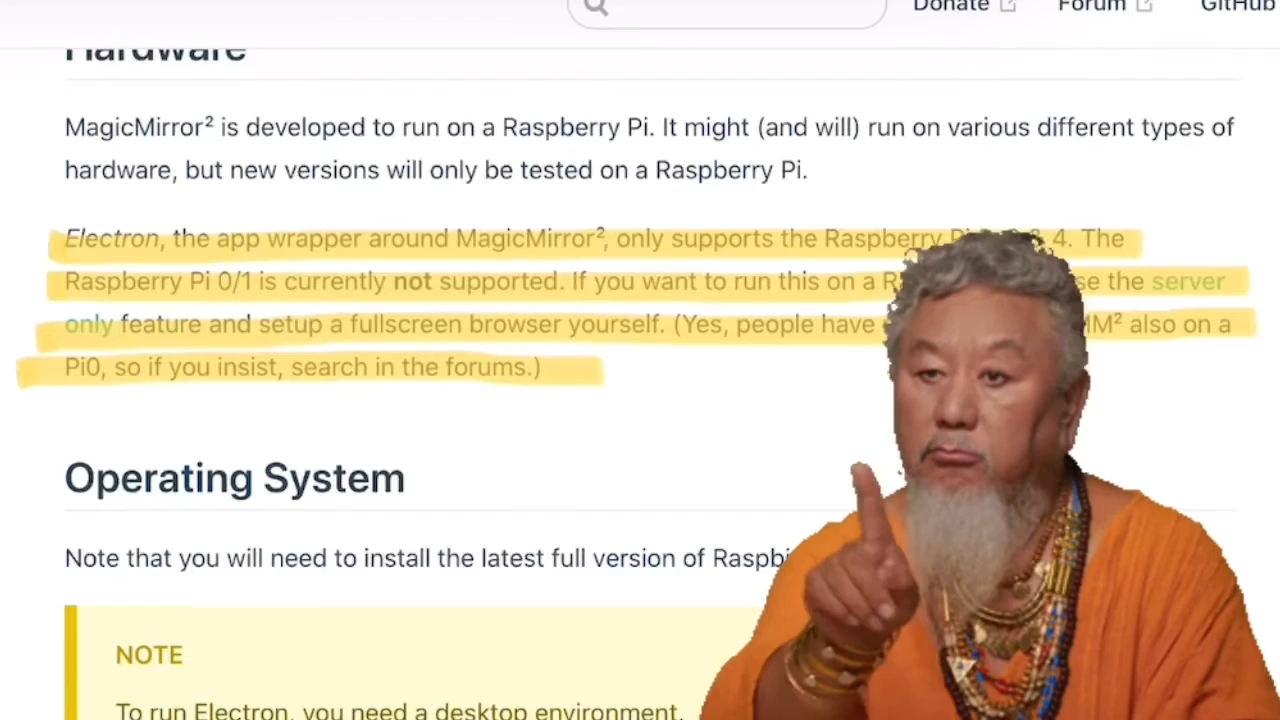 Donate Forum GitHub
Hardware
MagicMirror² is developed to run on a Raspberry Pi. It might (and will) run on various different types of
hardware, but new versions will only be tested on a Raspberry Pi.
Electron, the app wrapper around MagicMirror², only supports the Raspberry 4. The
Raspberry Pi 0/1 is currently not supported. If you want to run this on a the server
only feature and setup a fullscreen browser yourself. (Yes, people have MM² also on a
Pi0, so if you insist, search in the forums.)
Operating System
Note that you will need to install the latest full version of
NOTE
To run Electron, you need a desktop environment.